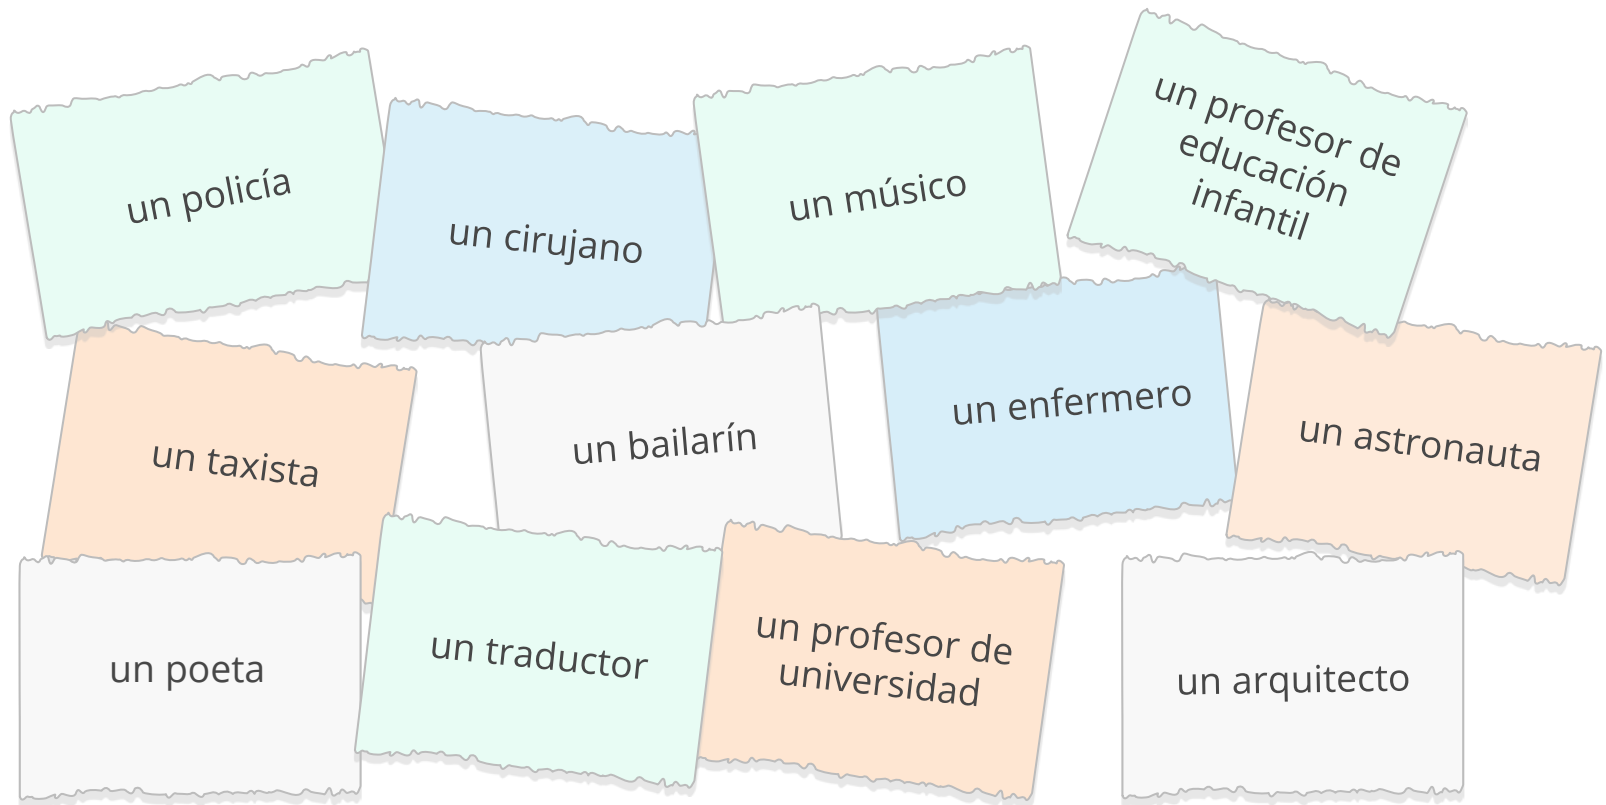 un policía
un cirujano
un músico
un profesor de
educación
infantil
un taxista
un bailarín
un enfermero
un astronauta
un poeta
un traductor
un profesor de
universidad
un arquitecto